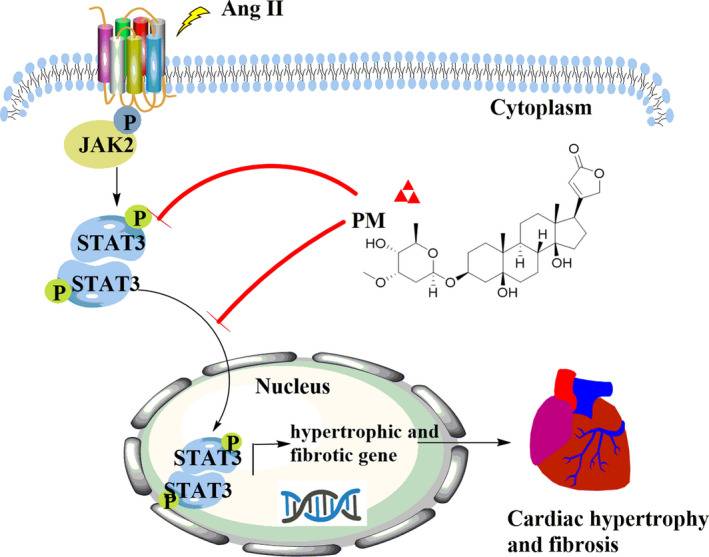 Ang II
Cytoplasm
P
JAK2
P
STAT3
STAT3
P
PM
O
O
HO
O
O
O
H
H
H
OH
OH
Nucleus
P
STAT3
STAT3
P
hypertrophic and
fibrotic gene
Cardiac hypertrophy
and fibrosis